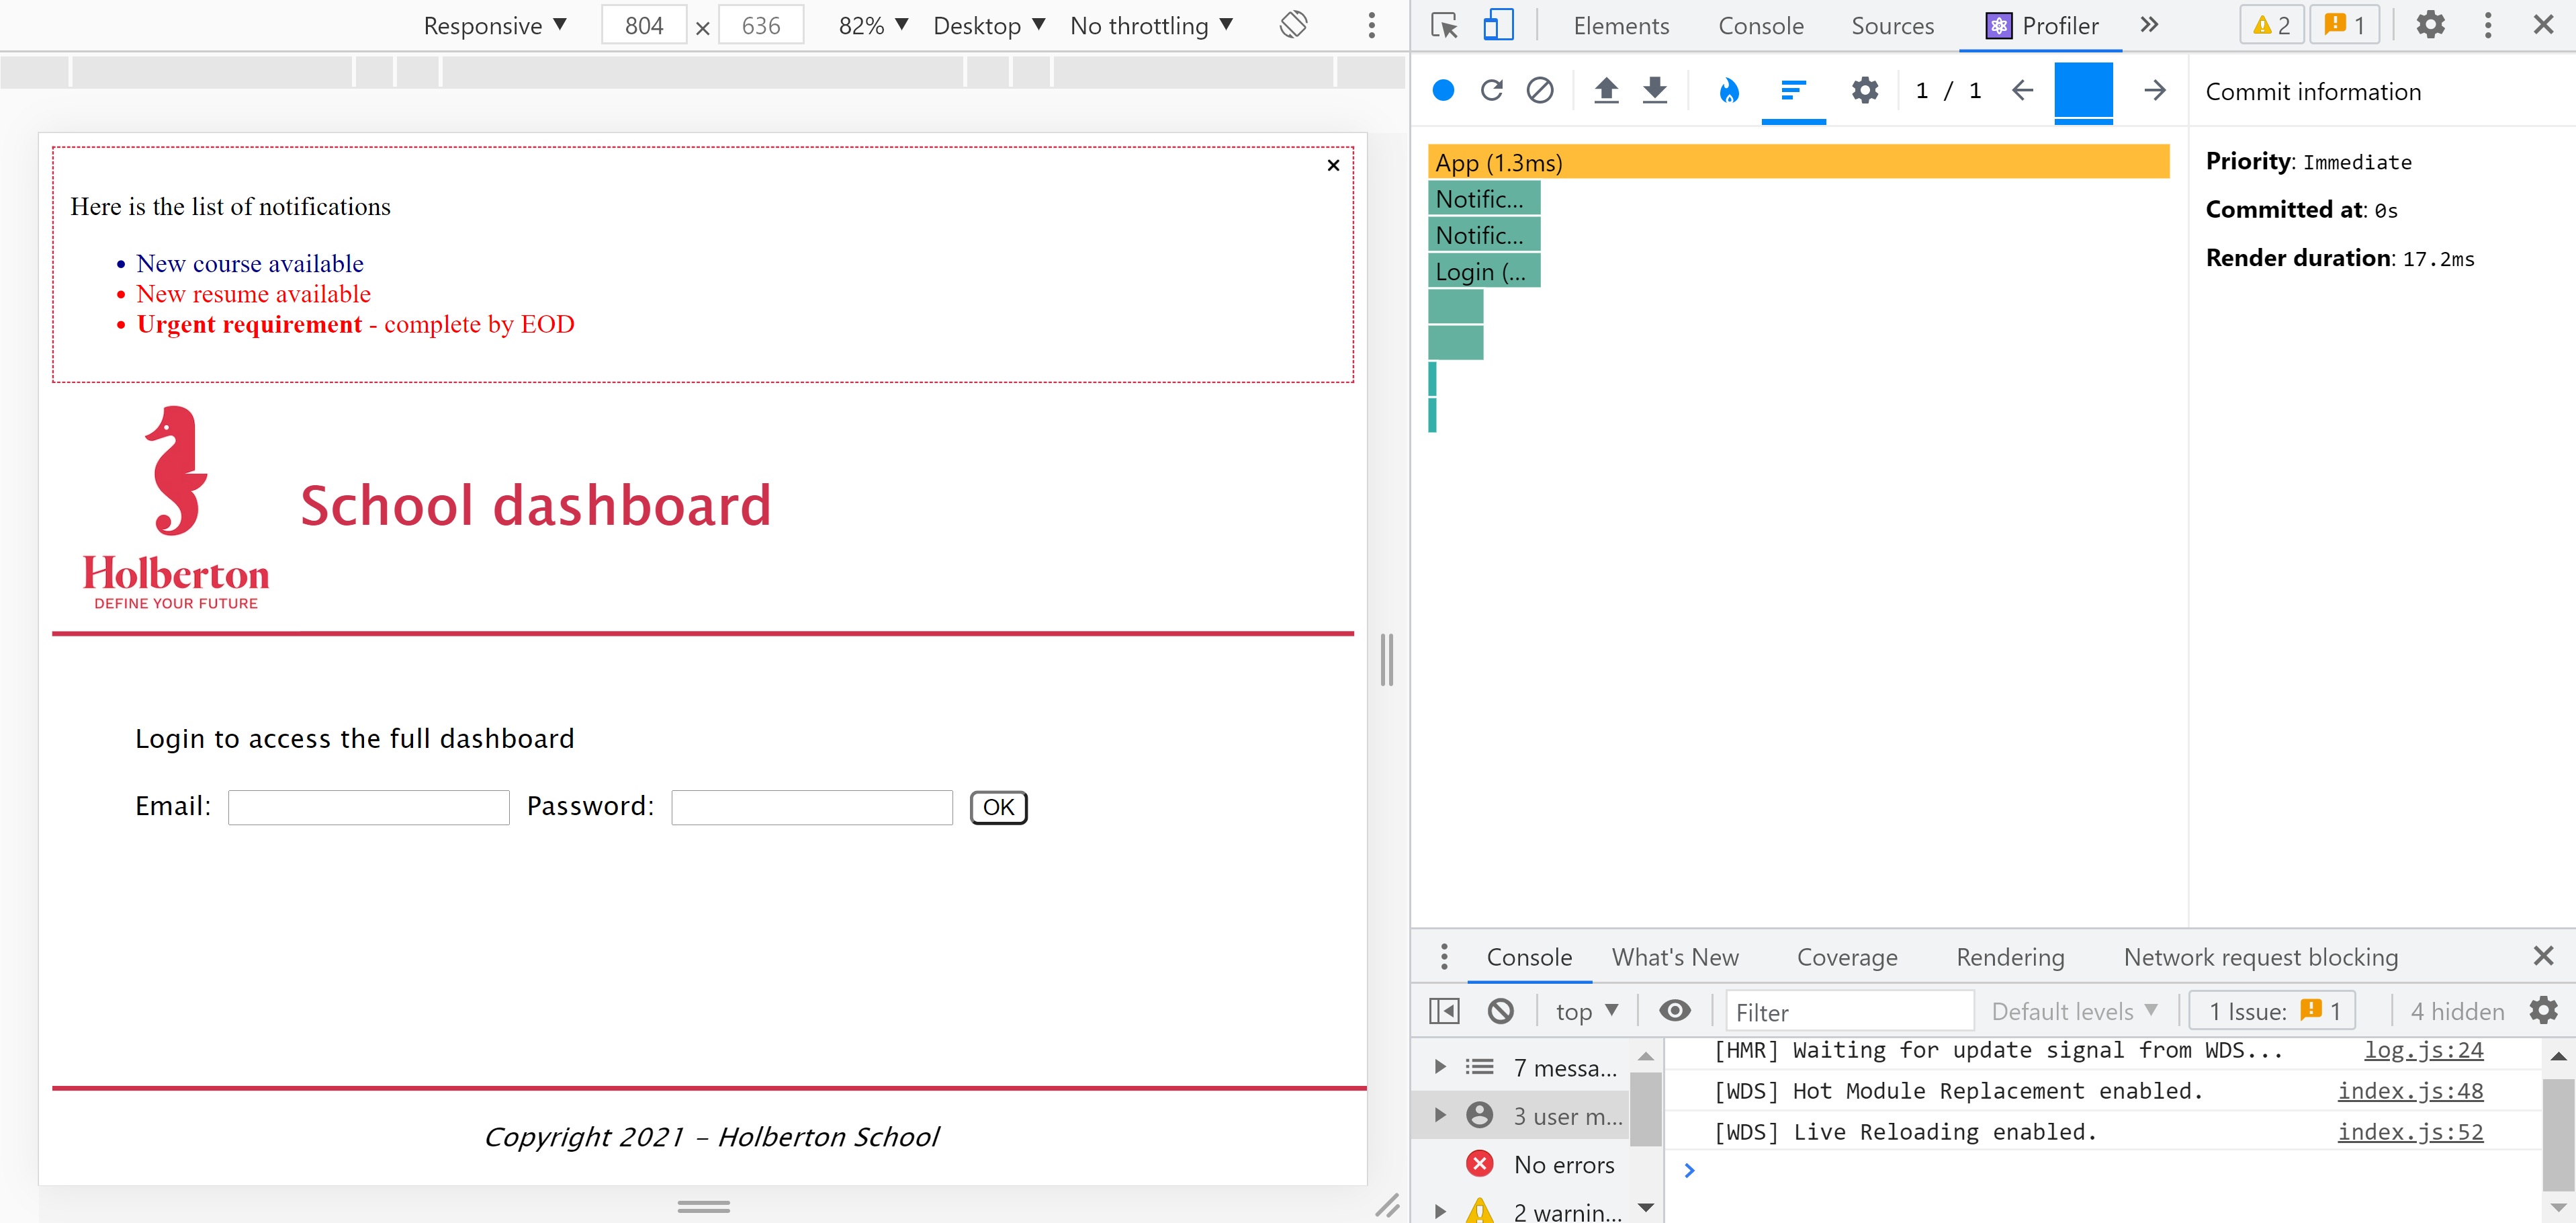 Responsive ▼ 804 × 636 82% ▼ Desktop ▼ No throttling ▼
×
Here is the list of notifications
• New course available
• New resume available
• Urgent requirement - complete by EOD
Holberton
DEFINE YOUR FUTURE
School dashboard
Login to access the full dashboard
Email: Password: OK
Copyright 2021 – Holberton School
Elements Console Sources Profiler » 2 1
1 / 1
App (1.3ms)
Notific...
Notific...
Login (...
Commit information
Priority: Immediate
Committed at: 0s
Render duration: 17.2ms
Console What's New Coverage Rendering Network request blocking
top ▼ Filter Default levels ▼ 1 Issue: 1 4 hidden
7 messa...
3 user m...
No errors
2 warnin...
[HMR] Waiting for update signal from WDS... log.js:24
[WDS] Hot Module Replacement enabled. index.js:48
[WDS] Live Reloading enabled. index.js:52
>